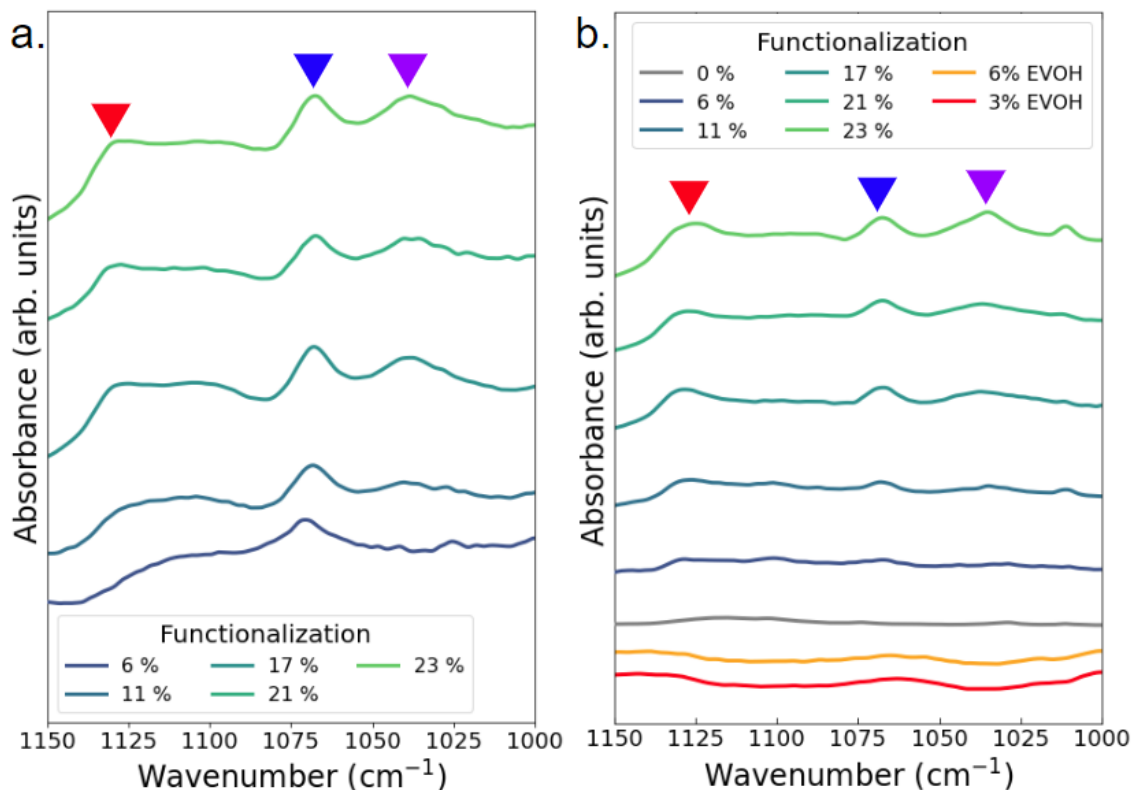 a.
Absorbance (arb. units)
Functionalization
6 % 17 % 23 %
11 % 21 %
1150 1125 1100 1075 1050 1025 1000
Wavenumber (cm⁻¹)
b.
Functionalization
0 % 17 % 6% EVOH
6 % 21 % 3% EVOH
11 % 23 %
Absorbance (arb. units)
1150 1125 1100 1075 1050 1025 1000
Wavenumber (cm⁻¹)